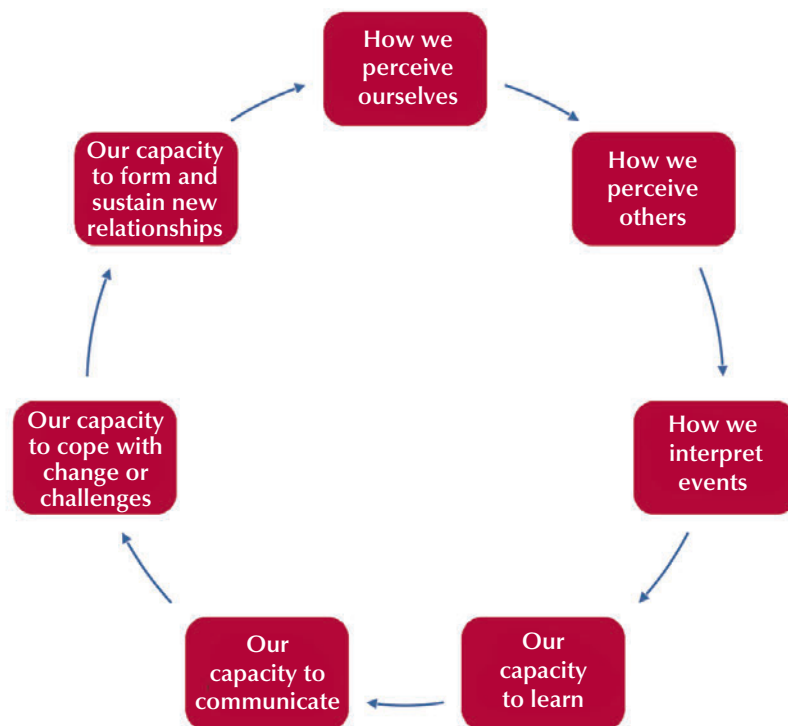 How we
perceive
ourselves
How we
perceive
others
How we
interpret
events
Our
capacity
to learn
Our
capacity to
communicate
Our capacity
to cope with
change or
challenges
Our capacity
to form and
sustain new
relationships